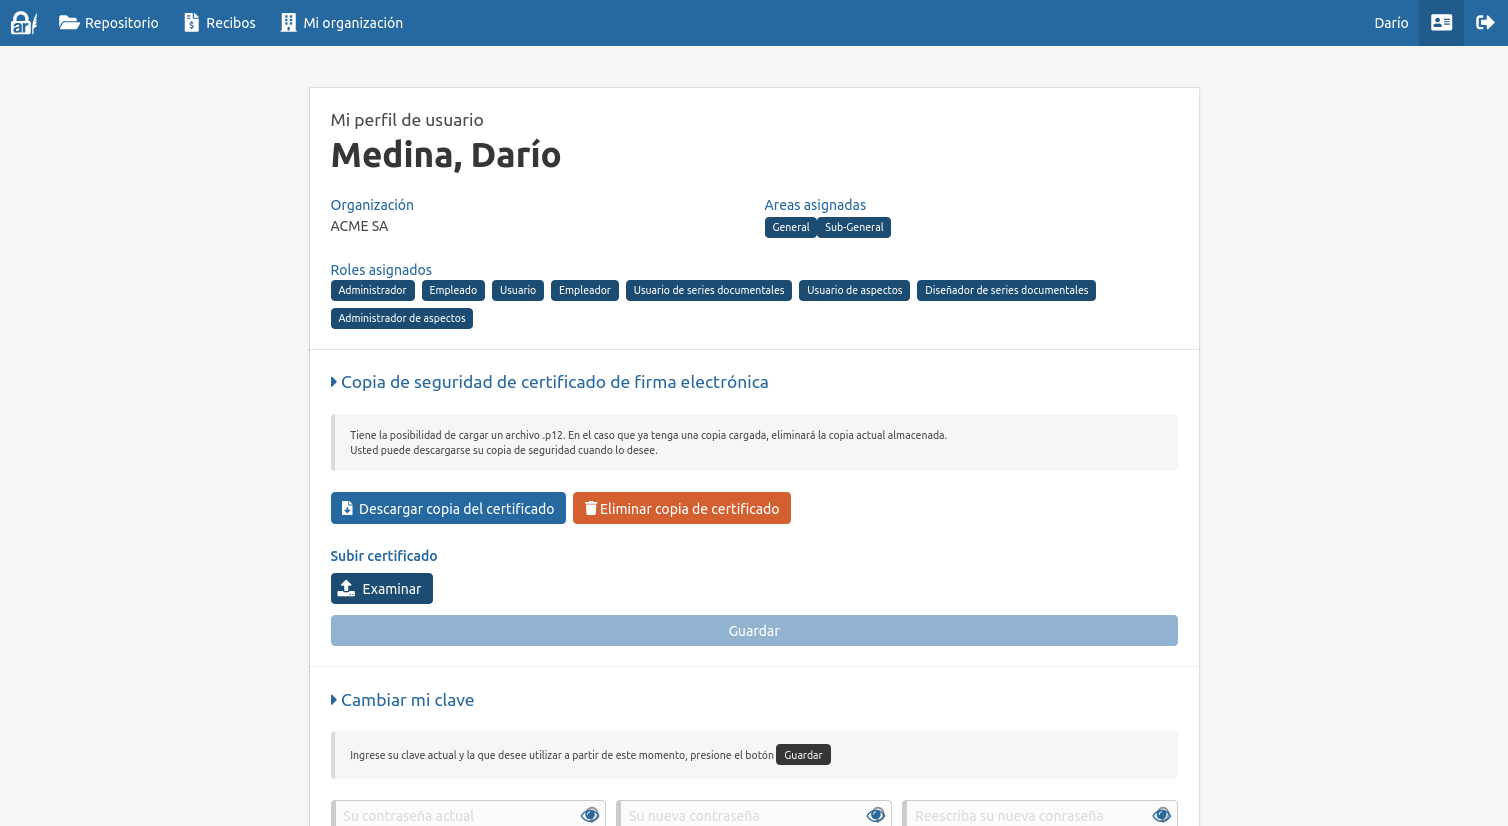 ar
Repositorio Recibos Mi organización Darío
Mi perfil de usuario
Medina, Darío
Organización Areas asignadas
ACME SA General Sub-General
Roles asignados
Administrador Empleado Usuario Empleador Usuario de series documentales Usuario de aspectos Diseñador de series documentales
Administrador de aspectos
Copia de seguridad de certificado de firma electrónica
Tiene la posibilidad de cargar un archivo .p12. En el caso que ya tenga una copia cargada, eliminará la copia actual almacenada.
Usted puede descargarse su copia de seguridad cuando lo desee.
Descargar copia del certificado Eliminar copia de certificado
Subir certificado
Examinar
Guardar
Cambiar mi clave
Ingrese su clave actual y la que desee utilizar a partir de este momento, presione el botón Guardar
Su contraseña actual Su nueva contraseña Reescriba su nueva conraseña